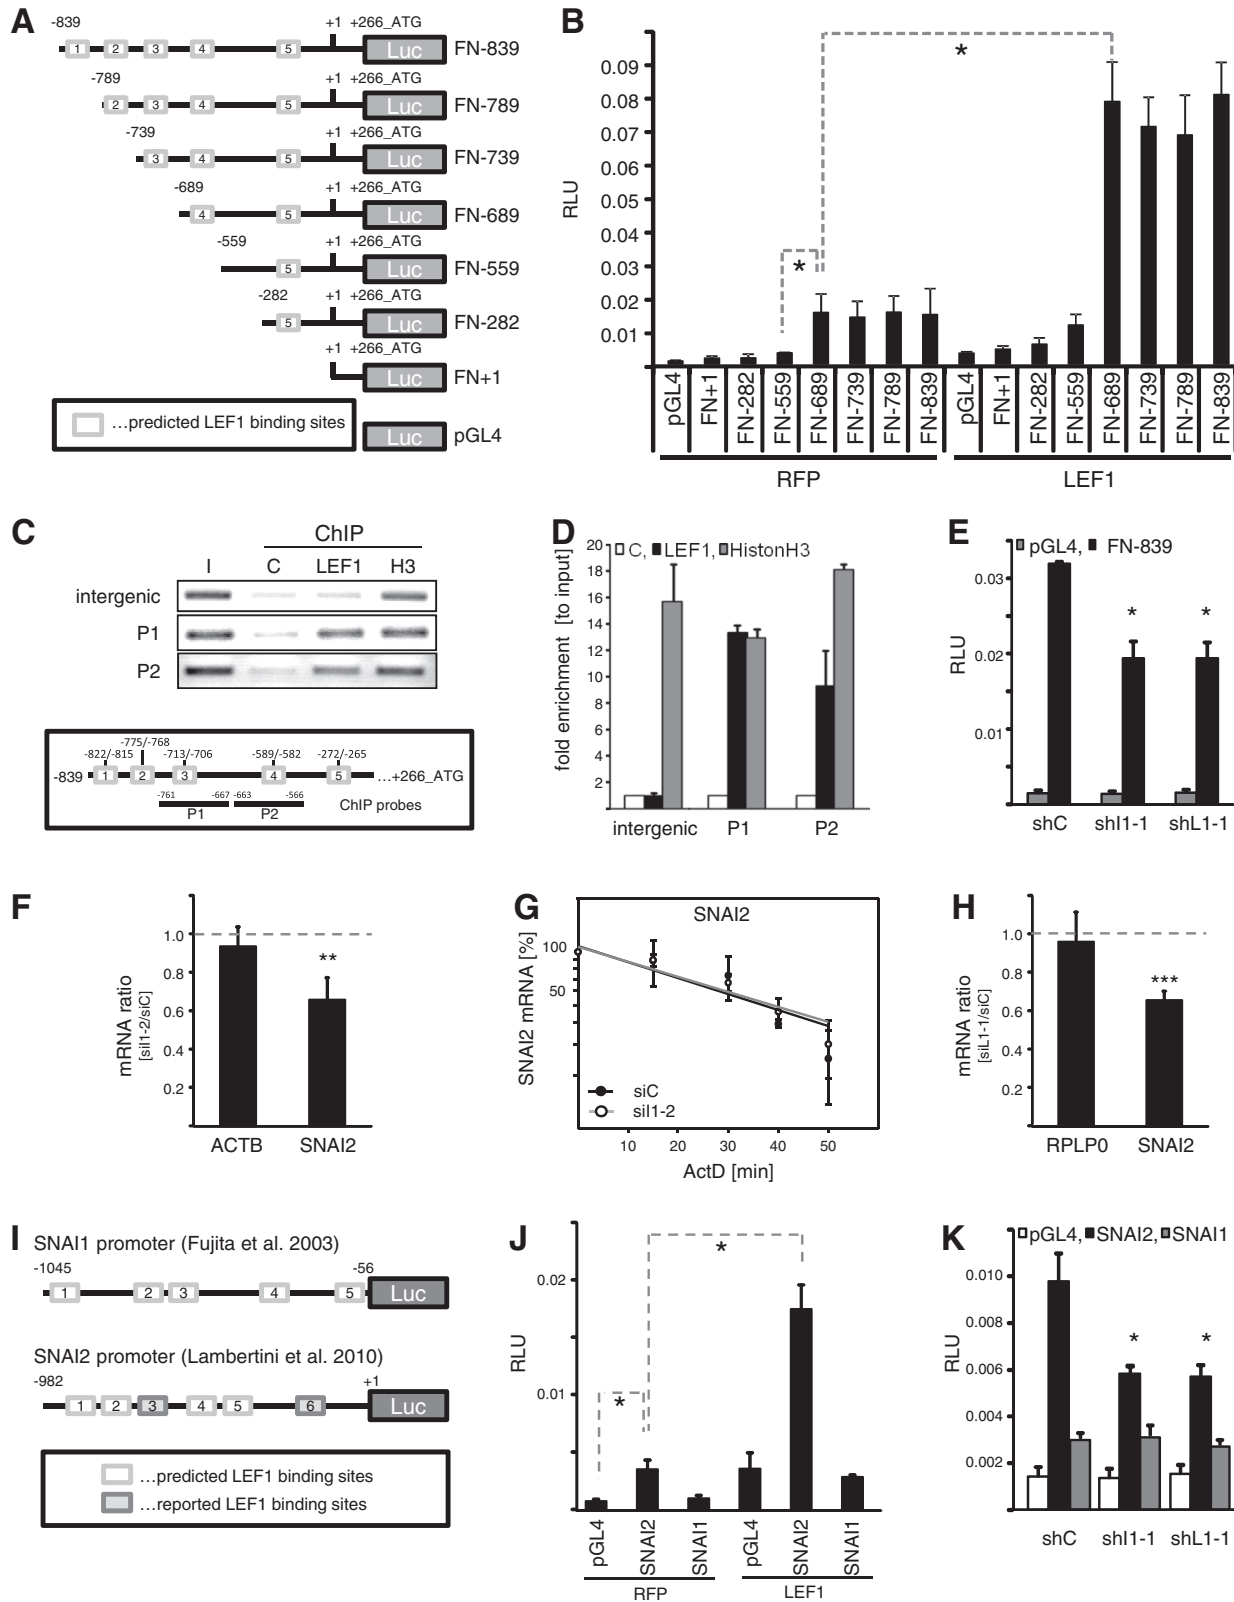 A
-839
+1 +266_ATG
1 2 3 4 5 Luc FN-839
-789
+1 +266_ATG
2 3 4 5 Luc FN-789
-739
+1 +266_ATG
3 4 5 Luc FN-739
-689
+1 +266_ATG
4 5 Luc FN-689
-559
+1 +266_ATG
5 Luc FN-559
-282
+1 +266_ATG
5 Luc FN-282
+1 +266_ATG
Luc FN+1
...predicted LEF1 binding sites
Luc pGL4
B
RLU
0.09
0.08
0.07
0.06
0.05
0.04
0.03
0.02
0.01
*
*
pGL4 FN+1 FN-282 FN-559 FN-689 FN-739 FN-789 FN-839 pGL4 FN+1 FN-282 FN-559 FN-689 FN-739 FN-789 FN-839
RFP LEF1
C
ChIP
I C LEF1 H3
intergenic
P1
P2
-775/-768
-822/-815 -713/-706 -589/-582 -272/-265
-839 1 2 3 4 5 ...+266_ATG
-761 -667 -663 -566
P1 P2 ChIP probes
D
C, LEF1, HistonH3
fold enrichment [to input]
20
18
16
14
12
10
8
6
4
2
intergenic P1 P2
E
pGL4, FN-839
RLU
0.03
0.02
0.01
* *
shC shI1-1 shL1-1
F
mRNA ratio
[siI1-2/siC]
1.0
0.8
0.6
0.4
0.2
**
ACTB SNAI2
G
SNAI2
SNAI2 mRNA [%]
100
50
siC
siI1-2
10 20 30 40 50
ActD [min]
H
mRNA ratio
[siL1-1/siC]
1.0
0.8
0.6
0.4
0.2
***
RPLP0 SNAI2
I
SNAI1 promoter (Fujita et al. 2003)
-1045 -56
1 2 3 4 5 Luc
SNAI2 promoter (Lambertini et al. 2010)
-982 +1
1 2 3 4 5 6 Luc
...predicted LEF1 binding sites
...reported LEF1 binding sites
J
RLU
0.02
0.01
*
*
pGL4 SNAI2 SNAI1 pGL4 SNAI2 SNAI1
RFP LEF1
K
pGL4, SNAI2, SNAI1
RLU
0.010
0.008
0.006
0.004
0.002
* *
shC shI1-1 shL1-1